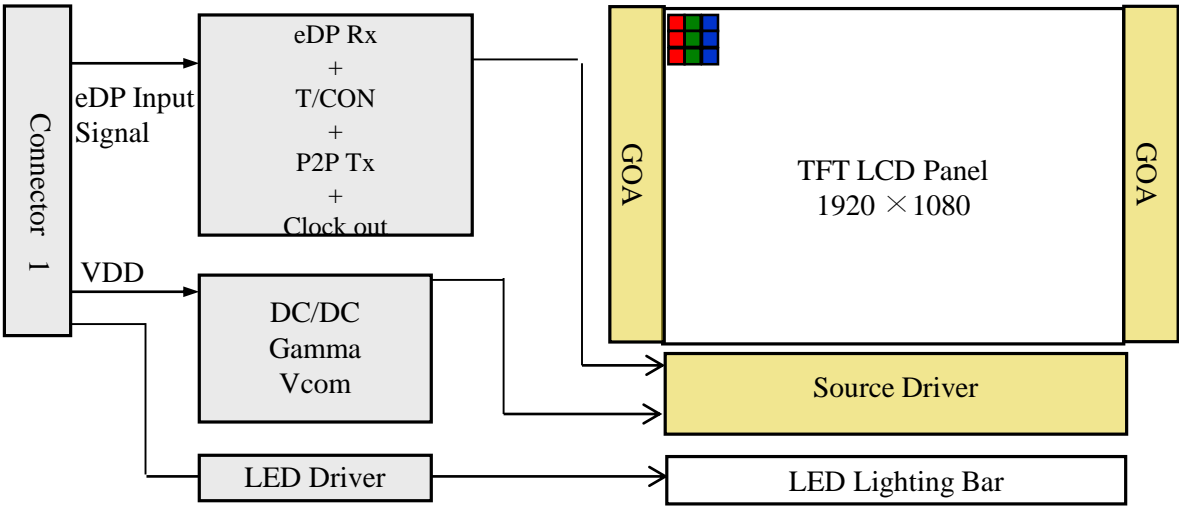 Connector 1
eDP Input
Signal
VDD
eDP Rx
+
T/CON
+
P2P Tx
+
Clock out
DC/DC
Gamma
Vcom
LED Driver
GOA
TFT LCD Panel
1920 ×1080
GOA
Source Driver
LED Lighting Bar